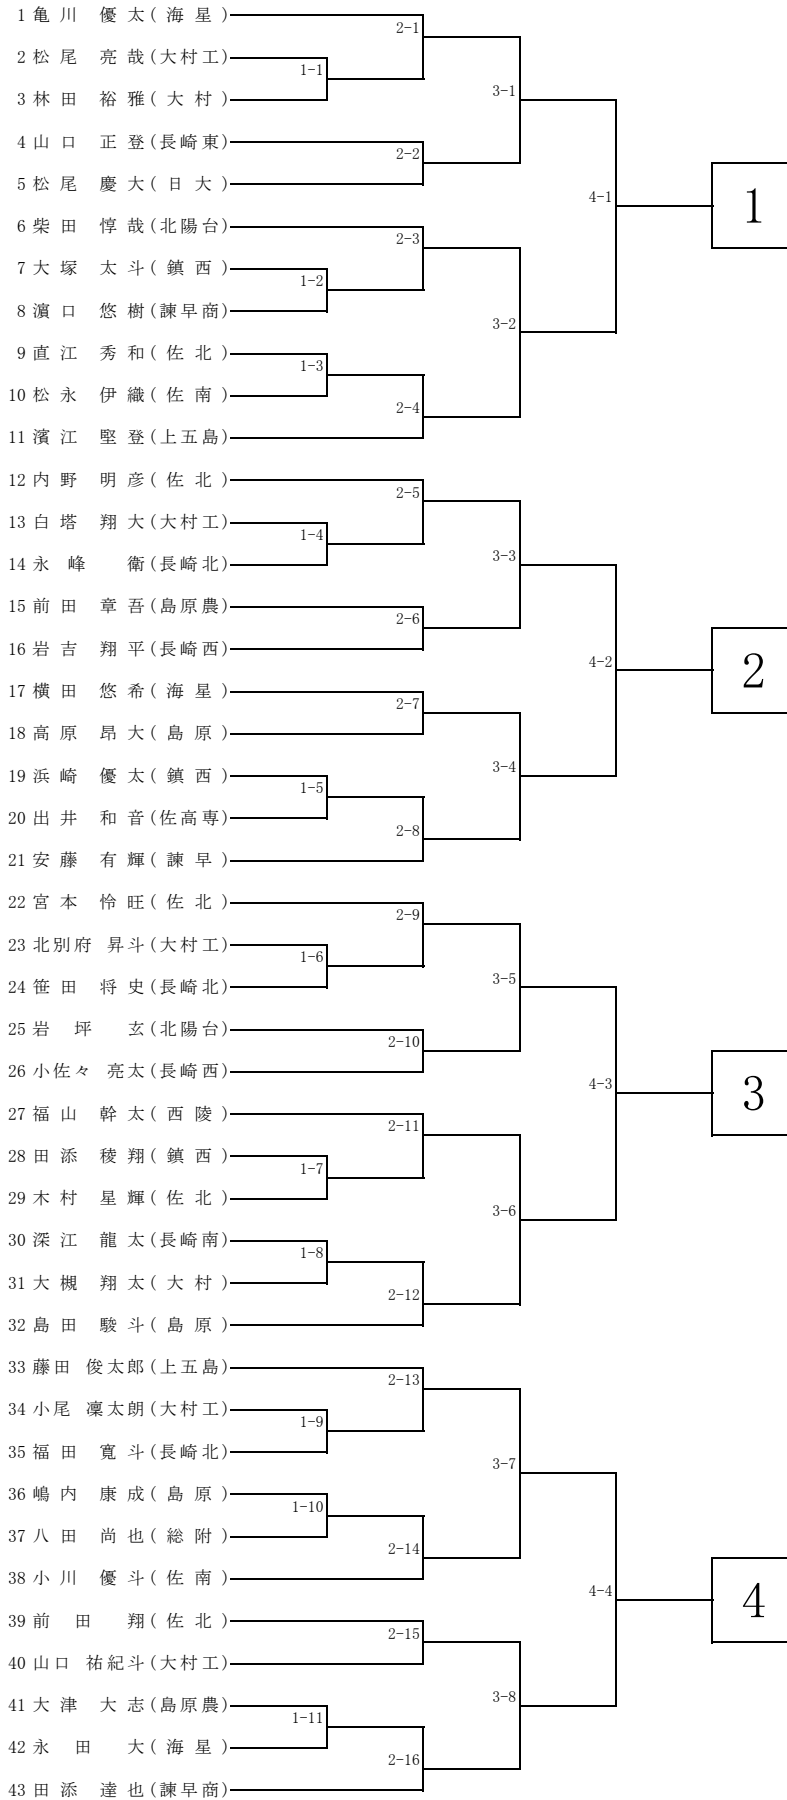 1 亀川 優太(海星)
2-1
2 松尾 亮哉(大村工)
1-1
3 林田 裕雅(大村)
3-1
4 山口 正登(長崎東)
2-2
5 松尾 慶大(日大)
4-1
1
6 柴田 惇哉(北陽台)
2-3
7 大塚 太斗(鎮西)
1-2
8 濵口 悠樹(諫早商)
3-2
9 直江 秀和(佐北)
1-3
10 松永 伊織(佐南)
2-4
11 濱江 堅登(上五島)
12 内野 明彦(佐北)
2-5
13 白塔 翔大(大村工)
1-4
14 永峰 衛(長崎北)
3-3
15 前田 章吾(島原農)
2-6
16 岩吉 翔平(長崎西)
4-2
2
17 横田 悠希(海星)
2-7
18 高原 昂大(島原)
3-4
19 浜崎 優太(鎮西)
1-5
20 出井 和音(佐高専)
2-8
21 安藤 有輝(諫早)
22 宮本 怜旺(佐北)
2-9
23 北別府 昇斗(大村工)
1-6
24 笹田 将史(長崎北)
3-5
25 岩坪 玄(北陽台)
2-10
26 小佐々 亮太(長崎西)
4-3
3
27 福山 幹太(西陵)
2-11
28 田添 稜翔(鎮西)
1-7
29 木村 星輝(佐北)
3-6
30 深江 龍太(長崎南)
1-8
31 大槻 翔太(大村)
2-12
32 島田 駿斗(島原)
33 藤田 俊太郎(上五島)
2-13
34 小尾 凜太朗(大村工)
1-9
35 福田 寛斗(長崎北)
3-7
36 嶋内 康成(島原)
1-10
37 八田 尚也(総附)
2-14
38 小川 優斗(佐南)
4-4
4
39 前田 翔(佐北)
2-15
40 山口 祐紀斗(大村工)
3-8
41 大津 大志(島原農)
1-11
42 永田 大(海星)
2-16
43 田添 達也(諫早商)